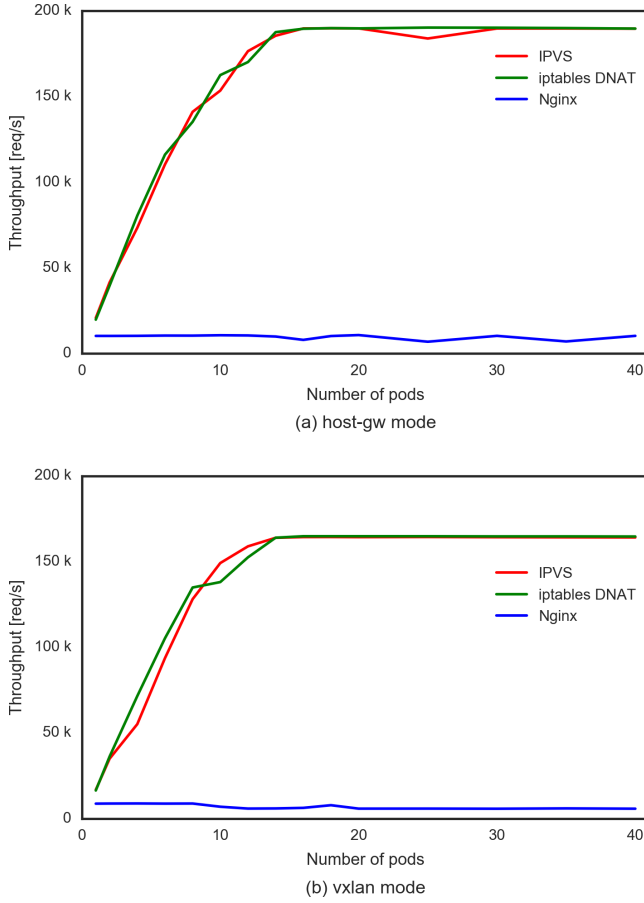 200 k
150 k
100 k
50 k
0
Throughput [req/s]
IPVS
iptables DNAT
Nginx
0 10 20 30 40
Number of pods
(a) host-gw mode
200 k
150 k
100 k
50 k
0
Throughput [req/s]
IPVS
iptables DNAT
Nginx
0 10 20 30 40
Number of pods
(b) vxlan mode